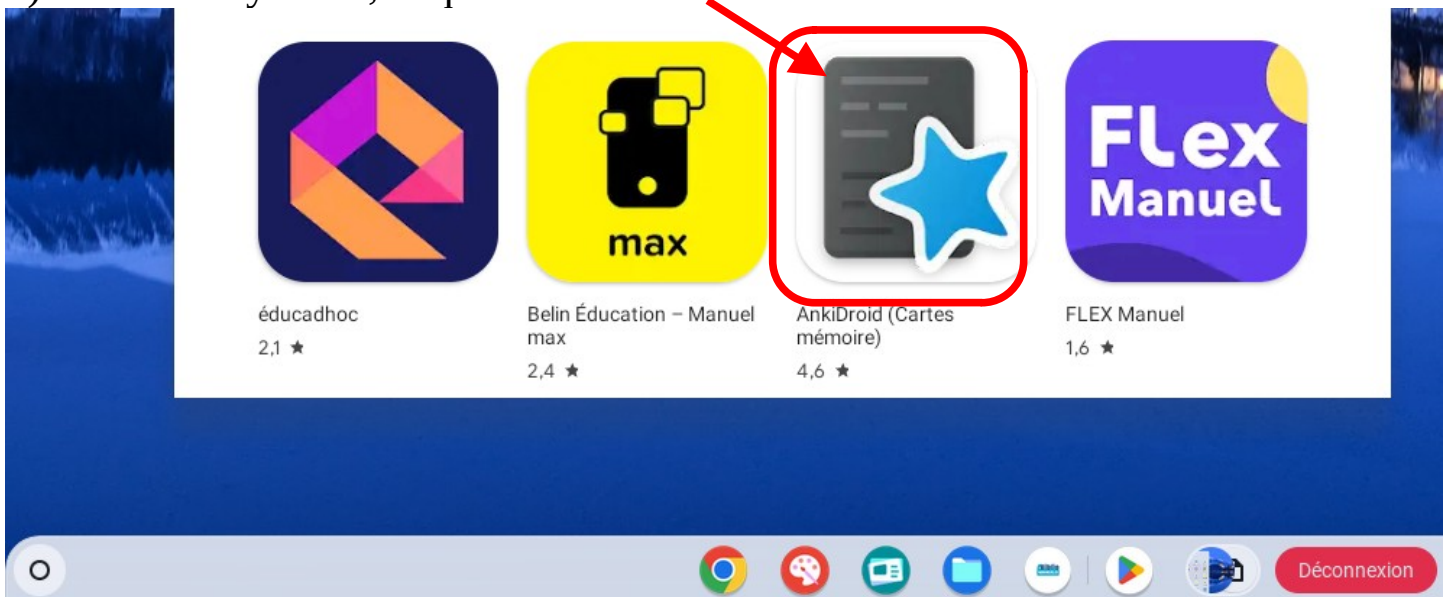 max
FLex
Manuel
éducadhoc
2,1 ★
Belin Éducation – Manuel
max
2,4 ★
AnkiDroid (Cartes
mémoire)
4,6 ★
FLEX Manuel
1,6 ★
Déconnexion